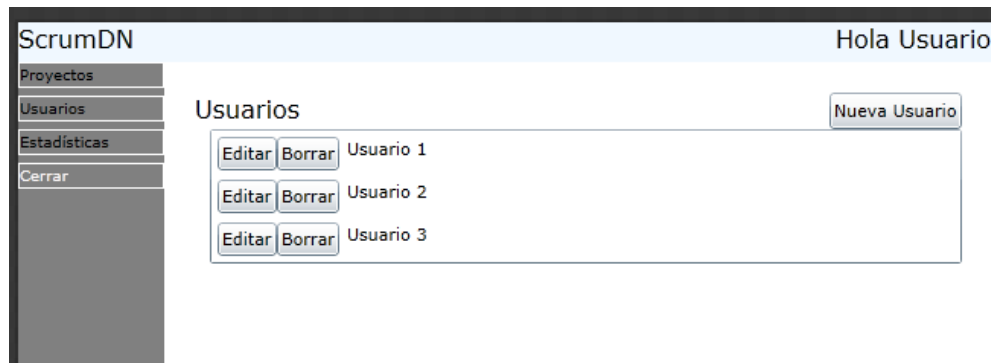 ScrumDN
Hola Usuario
Proyectos
Usuarios
Estadísticas
Cerrar
Usuarios
Nueva Usuario
Editar Borrar Usuario 1
Editar Borrar Usuario 2
Editar Borrar Usuario 3